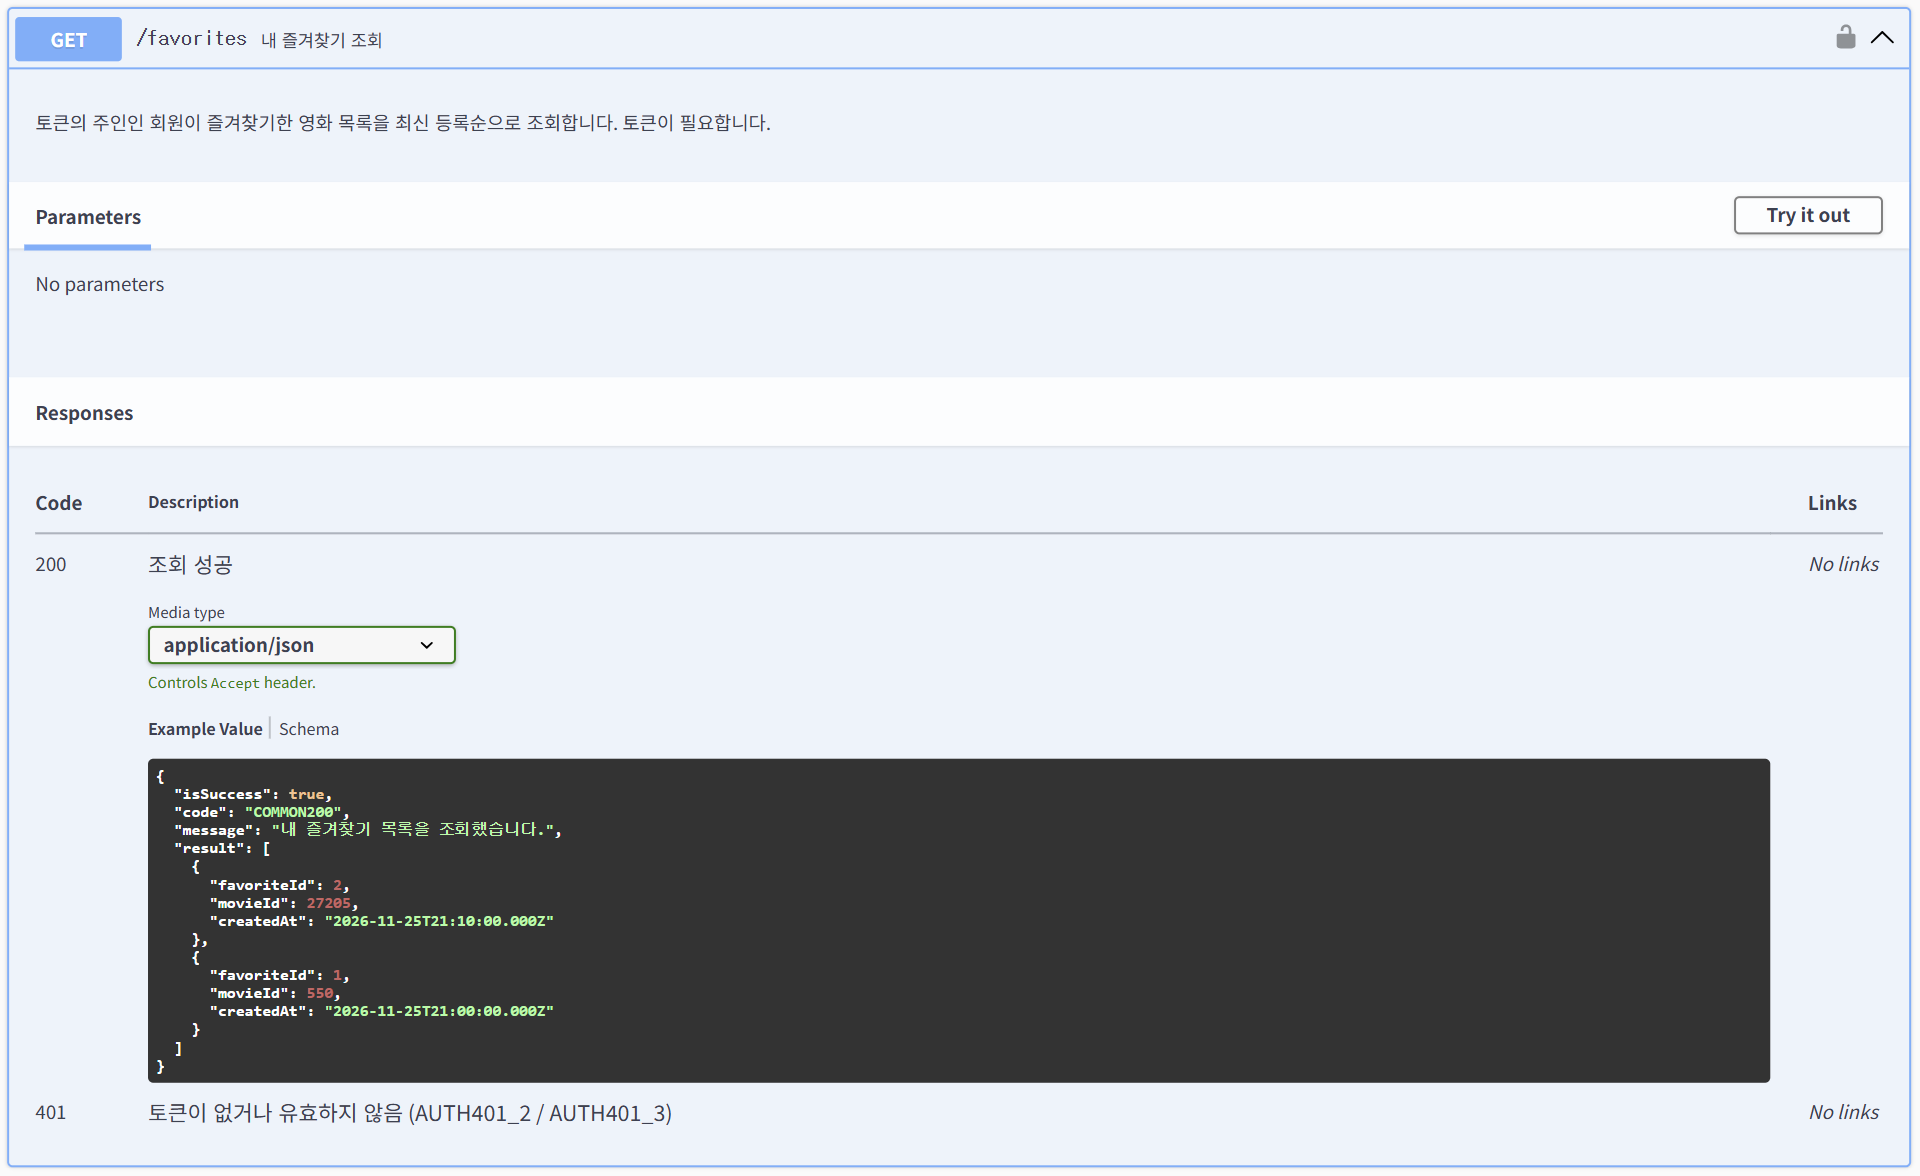 GET /favorites 내 즐겨찾기 조회
토큰의 주인인 회원이 즐겨찾기한 영화 목록을 최신 등록순으로 조회합니다. 토큰이 필요합니다.
Parameters
Try it out
No parameters
Responses
Code Description Links
200 조회 성공 No links
Media type
application/json
Controls Accept header.
Example Value Schema
{
  "isSuccess": true,
  "code": "COMMON200",
  "message": "내 즐겨찾기 목록을 조회했습니다.",
  "result": [
    {
      "favoriteId": 2,
      "movieId": 27205,
      "createdAt": "2026-11-25T21:10:00.000Z"
    },
    {
      "favoriteId": 1,
      "movieId": 550,
      "createdAt": "2026-11-25T21:00:00.000Z"
    }
  ]
}
401 토큰이 없거나 유효하지 않음 (AUTH401_2 / AUTH401_3) No links